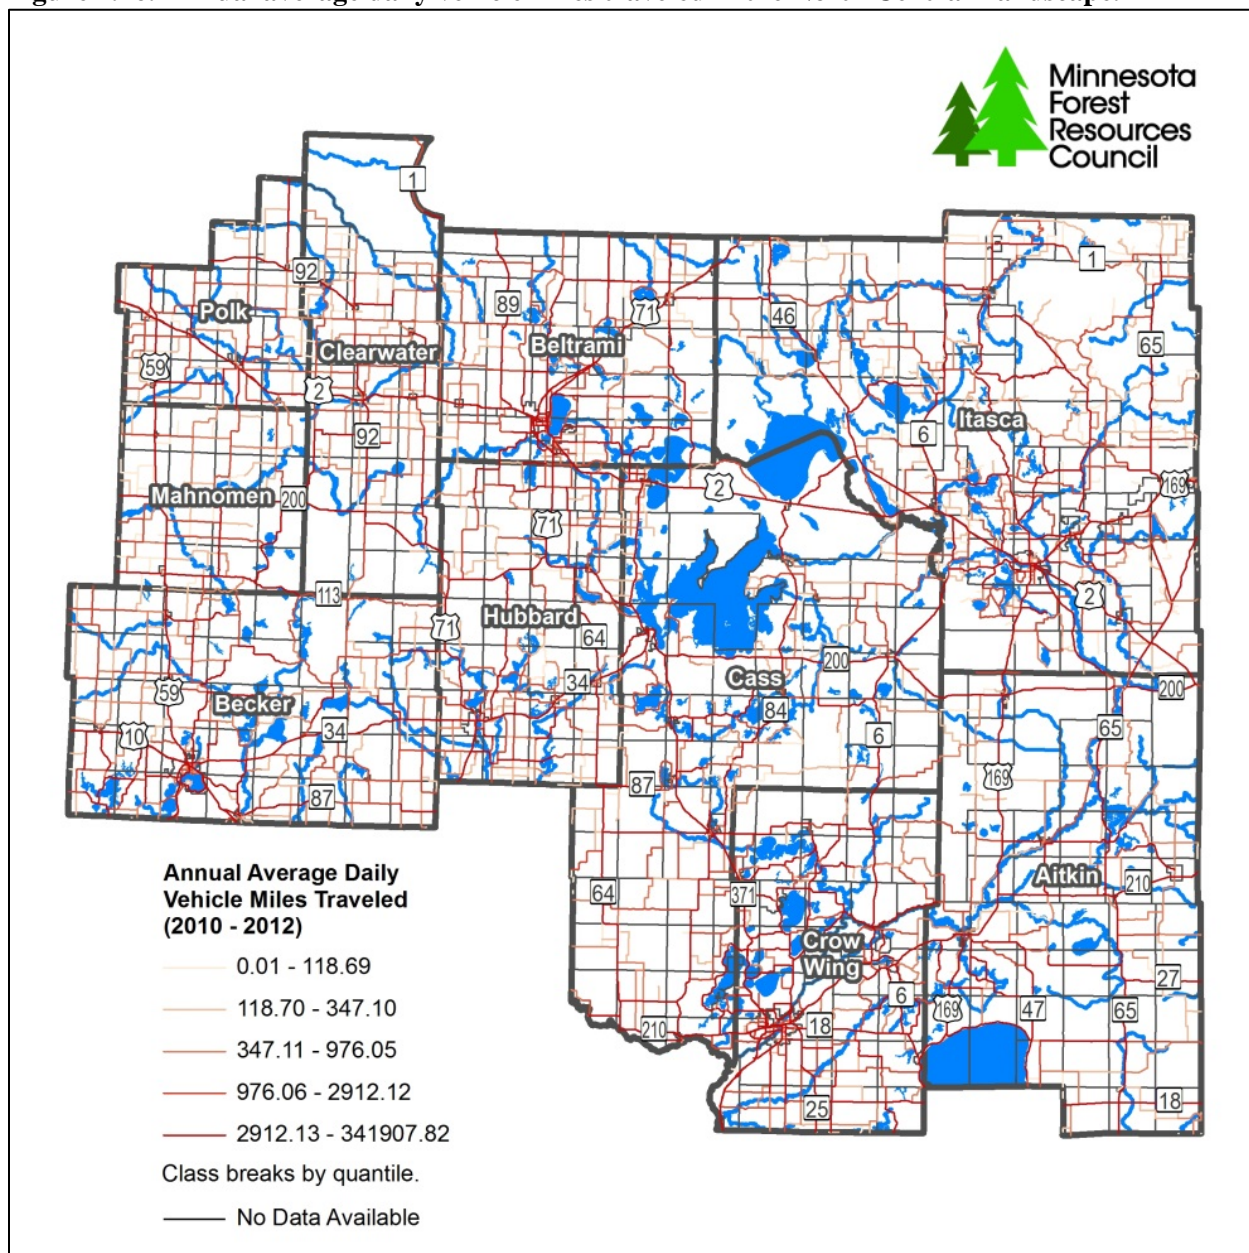 Minnesota
Forest
Resources
Council
1
92
89
71
46
1
Polk
65
Clearwater
Beltrami
59
2
Itasca
92
6
Mahnomen
200
2
169
71
113
2
71
Hubbard
64
200
Cass
34
200
59
Becker
84
65
10
34
6
169
87
87
Aitkin
210
64
371
Crow
Wing
27
6
169
47
65
210
18
25
18
Annual Average Daily
Vehicle Miles Traveled
(2010 - 2012)
0.01 - 118.69
118.70 - 347.10
347.11 - 976.05
976.06 - 2912.12
2912.13 - 341907.82
Class breaks by quantile.
No Data Available